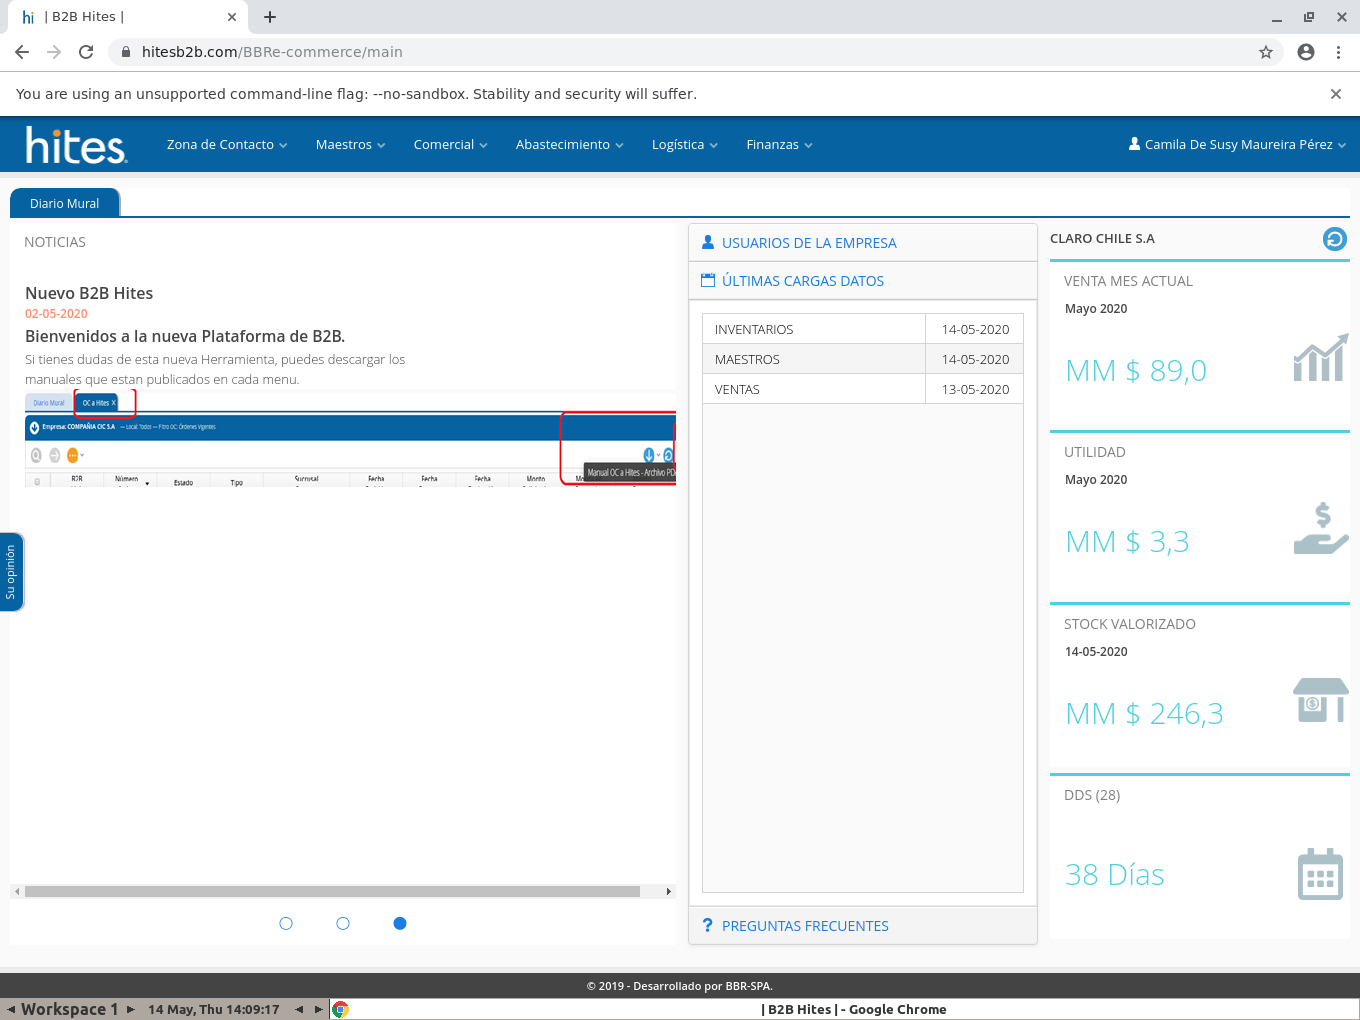 | B2B Hites |
hitesb2b.com/BBRe-commerce/main
You are using an unsupported command-line flag: --no-sandbox. Stability and security will suffer.
hites
Zona de Contacto
Maestros
Comercial
Abastecimiento
Logística
Finanzas
Camila De Susy Maureira Pérez
Diario Mural
NOTICIAS
Nuevo B2B Hites
02-05-2020
Bienvenidos a la nueva Plataforma de B2B.
Si tienes dudas de esta nueva Herramienta, puedes descargar los
manuales que estan publicados en cada menu.
Diario Mural
OC a Hites X
Empresa: COMPAÑIA CIC S.A — Local: Todos — Filtro OC: Órdenes Vigentes
Manual OC a Hites - Archivo PD
B2B
Número
Estado
Tipo
Sucursal
Fecha
Fecha
Fecha
Monto
Su opinión
USUARIOS DE LA EMPRESA
ÚLTIMAS CARGAS DATOS
INVENTARIOS 14-05-2020
MAESTROS 14-05-2020
VENTAS 13-05-2020
PREGUNTAS FRECUENTES
CLARO CHILE S.A
VENTA MES ACTUAL
Mayo 2020
MM $ 89,0
UTILIDAD
Mayo 2020
MM $ 3,3
STOCK VALORIZADO
14-05-2020
MM $ 246,3
DDS (28)
38 Días
© 2019 - Desarrollado por BBR-SPA.
Workspace 1
14 May, Thu 14:09:17
| B2B Hites | - Google Chrome